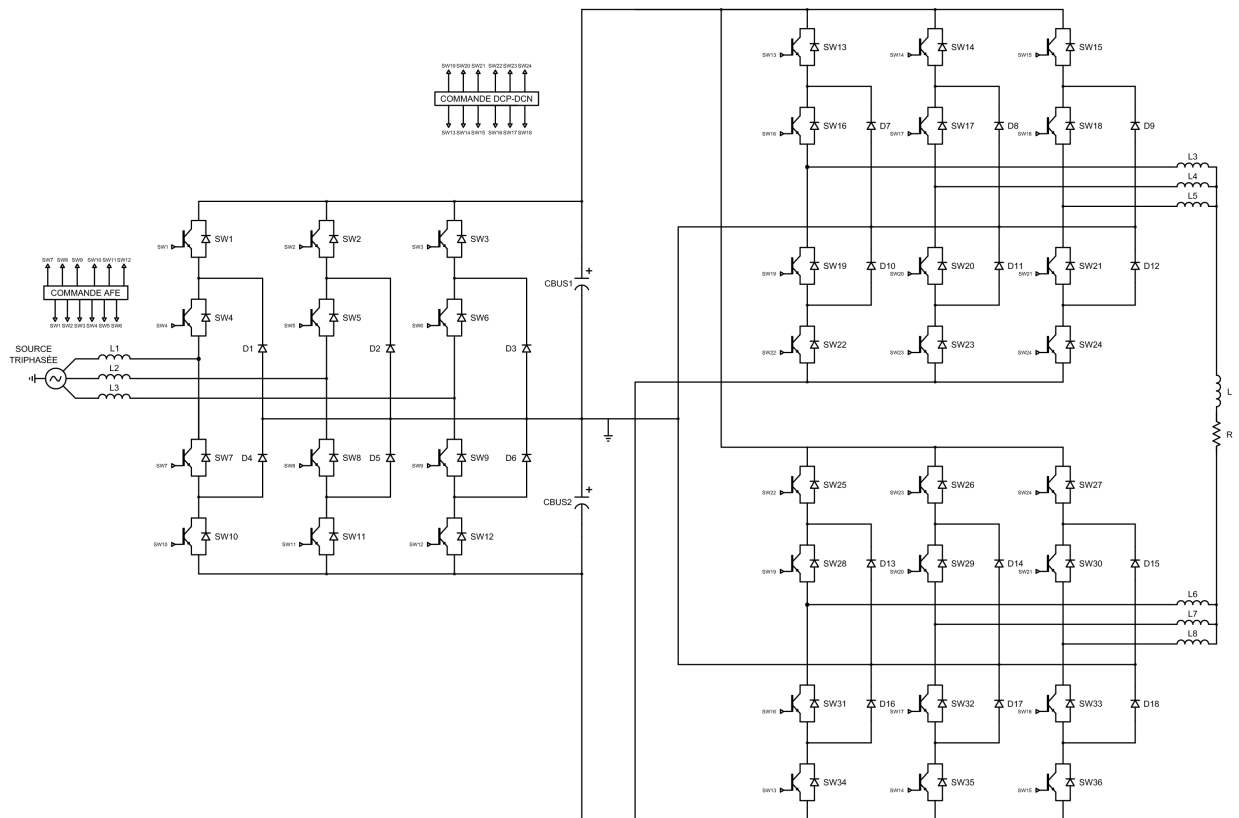 SW13 SW14 SW15
SW13 SW14 SW15
SW19 SW20 SW21 SW22 SW23 SW24
COMMANDE DCP-DCN
SW13 SW14 SW15 SW16 SW17 SW18
SW16 D7 SW17 D8 SW18 D9
SW16 SW17 SW18
L3
L4
L5
SW1 SW2 SW3
SW1 SW2 SW3
SW7 SW8 SW9 SW10 SW11 SW12
COMMANDE AFE
SW1 SW2 SW3 SW4 SW5 SW6
SW19 D10 SW20 D11 SW21 D12
SW19 SW20 SW21
+
CBUS1
SW4 SW5 SW6
SW4 SW5 SW6
SW22 SW23 SW24
SW22 SW23 SW24
SOURCE
TRIPHASÉE
L1
L2
L3
D1 D2 D3
L
R
SW7 D4 SW8 D5 SW9 D6
SW7 SW8 SW9
+
CBUS2
SW25 SW26 SW27
SW22 SW23 SW24
SW10 SW11 SW12
SW10 SW11 SW12
SW28 D13 SW29 D14 SW30 D15
SW19 SW20 SW21
L6
L7
L8
SW31 D16 SW32 D17 SW33 D18
SW16 SW17 SW18
SW34 SW35 SW36
SW13 SW14 SW15